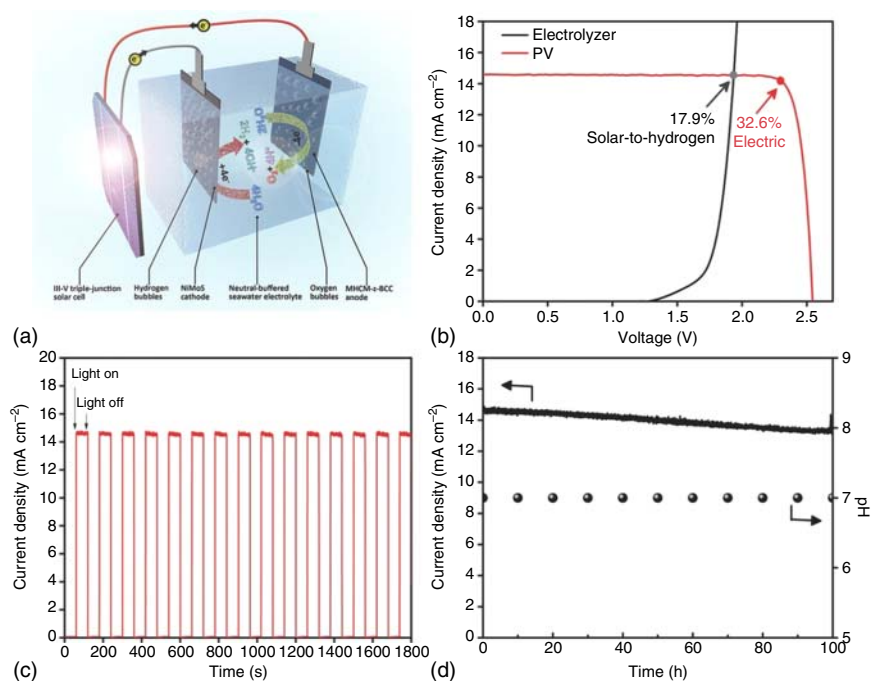 e
e
III-V triple-junction
solar cell
Hydrogen
bubbles
NiMoS
cathode
Neutral-buffered
seawater electrolyte
Oxygen
bubbles
MHCM-z-BCC
anode
(a)
18
16
14
12
10
8
6
4
2
0
Current density (mA cm−2)
Electrolyzer
PV
17.9%
Solar-to-hydrogen
32.6%
Electric
0.0 0.5 1.0 1.5 2.0 2.5
Voltage (V)
(b)
20
18
16
14
12
10
8
6
4
2
0
Current density (mA cm−2)
Light on
Light off
0 200 400 600 800 1000 1200 1400 1600 1800
Time (s)
(c)
18
16
14
12
10
8
6
4
2
0
Current density (mA cm−2)
9
8
7
6
5
pH
0 20 40 60 80 100
Time (h)
(d)